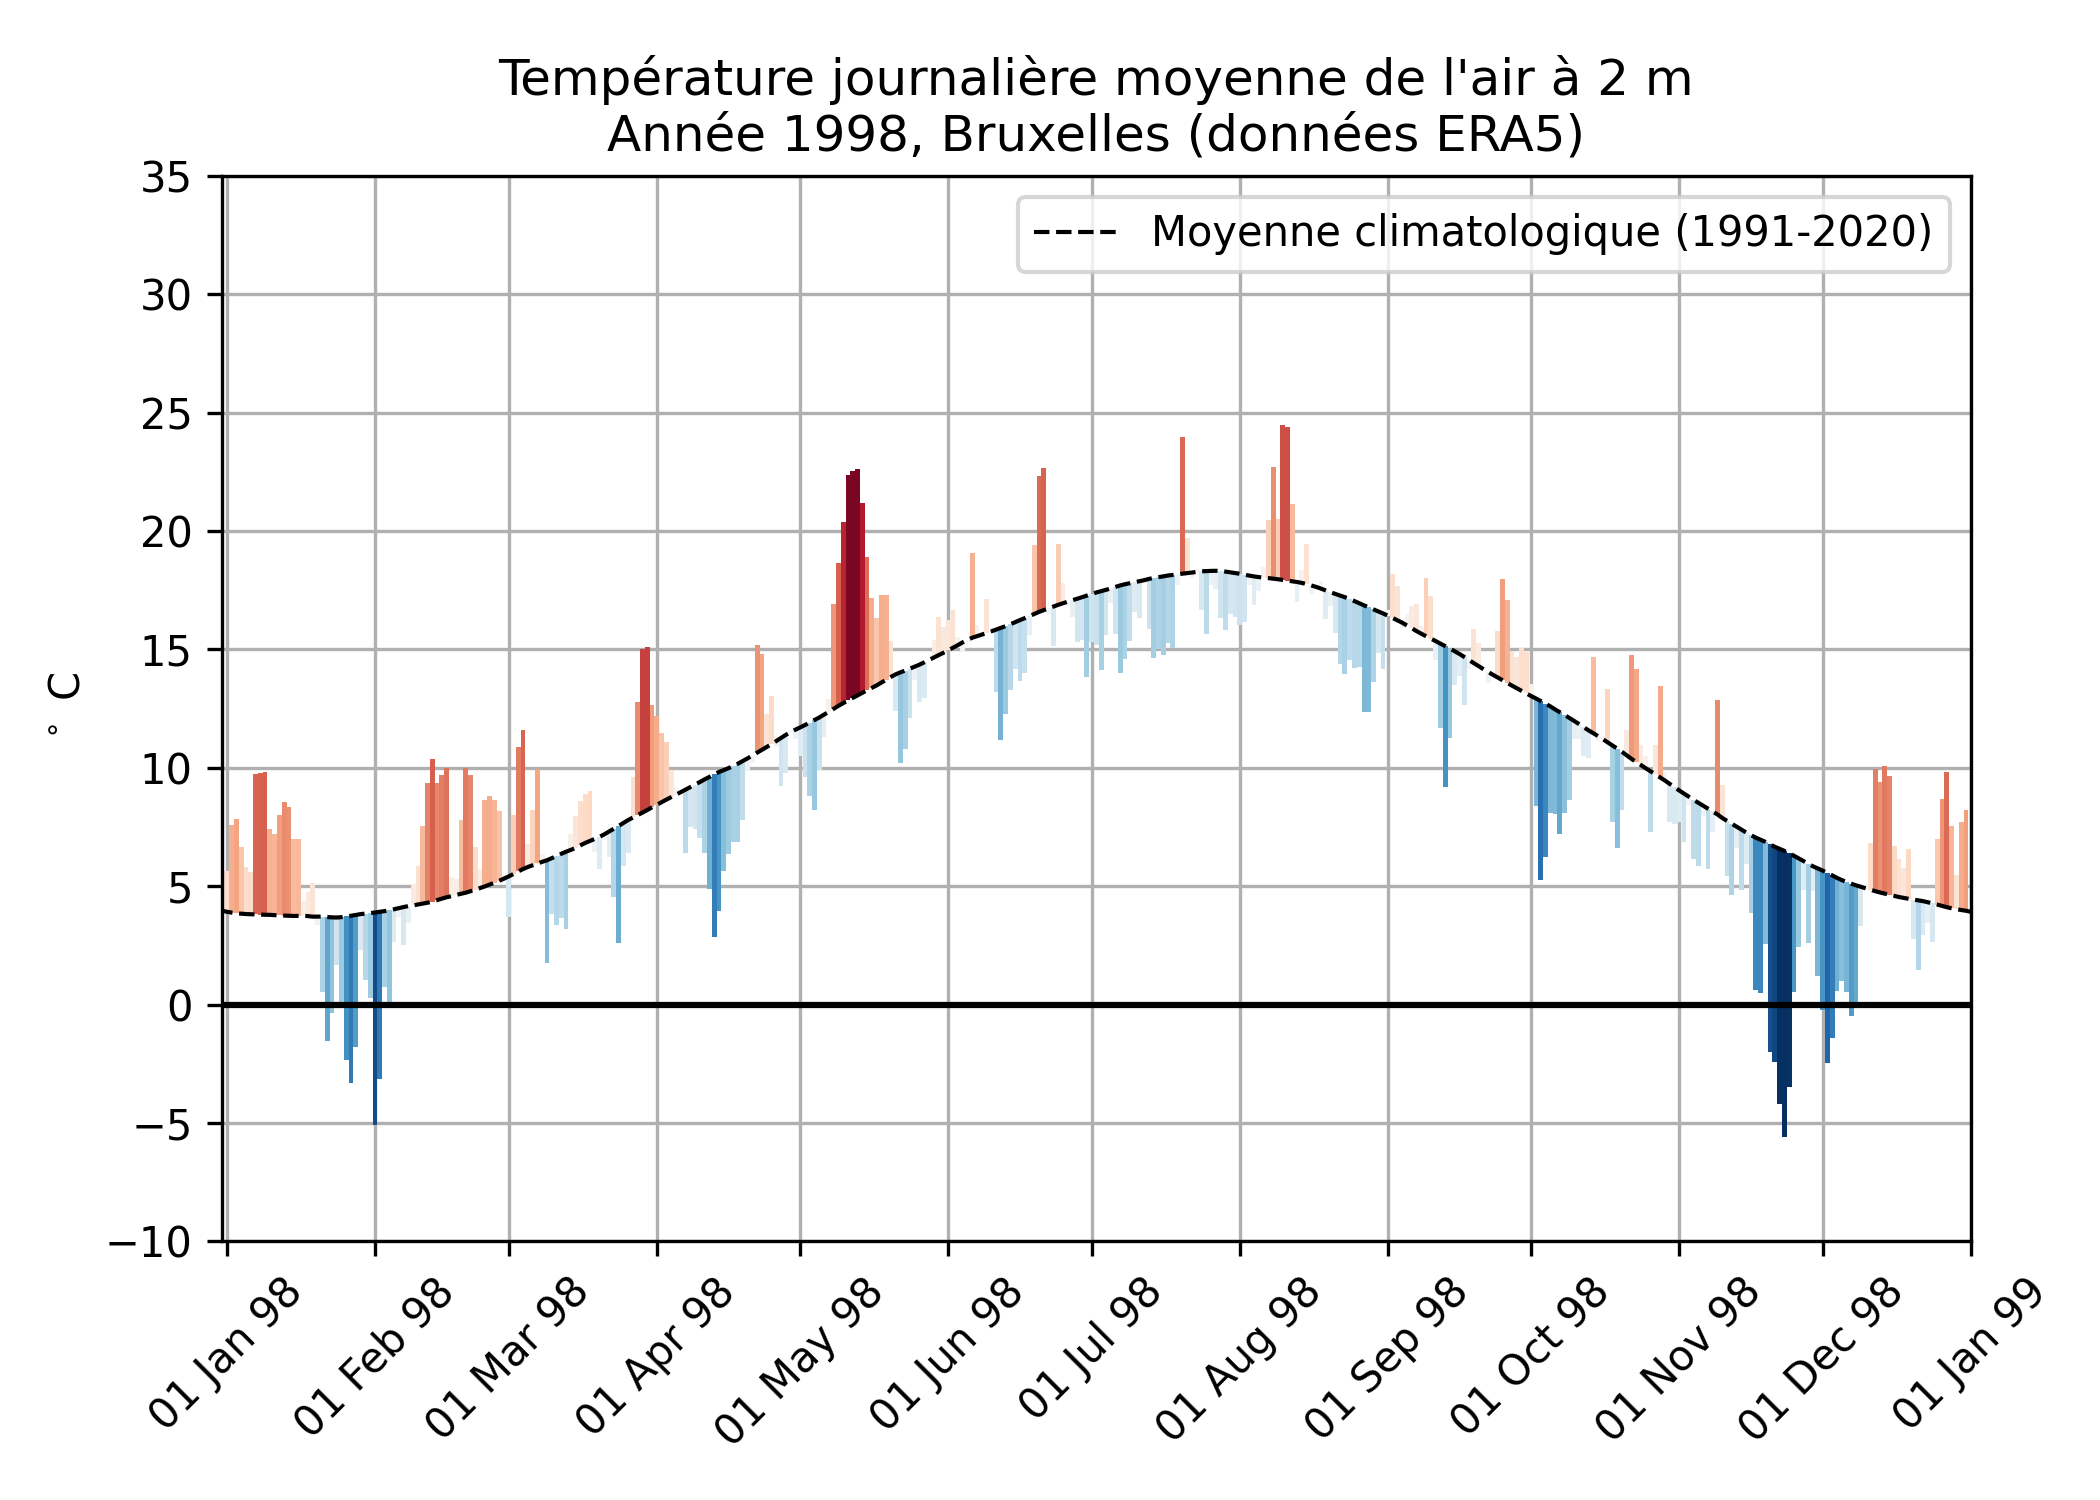 Température journalière moyenne de l'air à 2 m
Année 1998, Bruxelles (données ERA5)
Moyenne climatologique (1991-2020)
° C
35
30
25
20
15
10
5
0
−5
−10
01 Jan 98
01 Feb 98
01 Mar 98
01 Apr 98
01 May 98
01 Jun 98
01 Jul 98
01 Aug 98
01 Sep 98
01 Oct 98
01 Nov 98
01 Dec 98
01 Jan 99